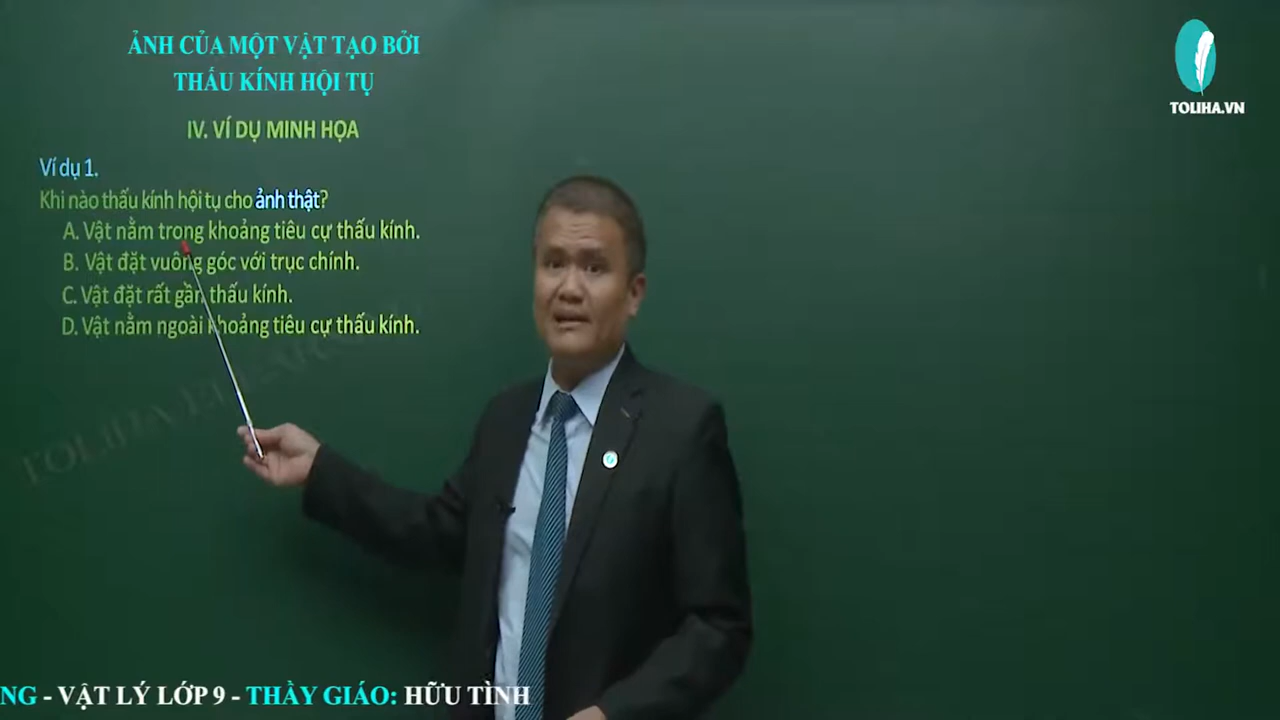 ẢNH CỦA MỘT VẬT TẠO BỞI
THẤU KÍNH HỘI TỤ
TOLIHA.VN
IV. VÍ DỤ MINH HỌA
Ví dụ 1.
Khi nào thấu kính hội tụ cho ảnh thật?
A. Vật nằm trong khoảng tiêu cự thấu kính.
B. Vật đặt vuông góc với trục chính.
C. Vật đặt rất gần thấu kính.
D. Vật nằm ngoài khoảng tiêu cự thấu kính.
TOLIHA
NG - VẬT LÝ LỚP 9 - THẦY GIÁO: HỮU TÌNH